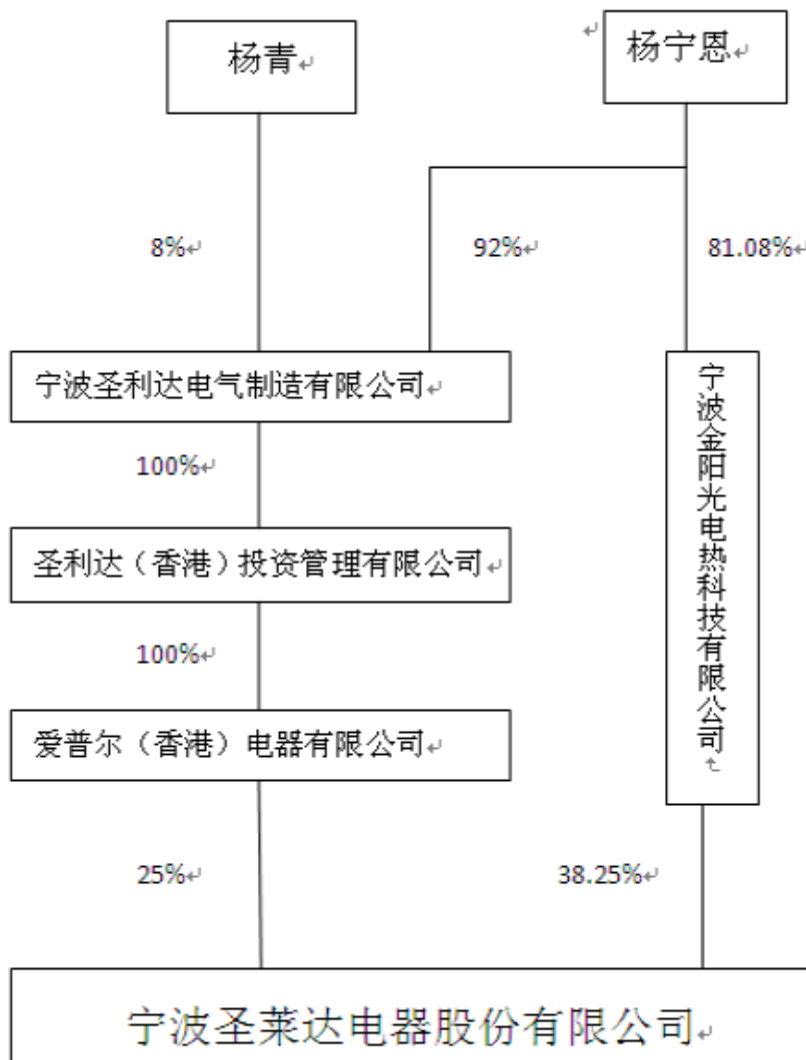 杨青
杨宁恩
8%
92%
81.08%
宁波圣利达电气制造有限公司
宁波金阳光电热科技有限公司
100%
圣利达（香港）投资管理有限公司
100%
爱普尔（香港）电器有限公司
25%
38.25%
宁波圣莱达电器股份有限公司